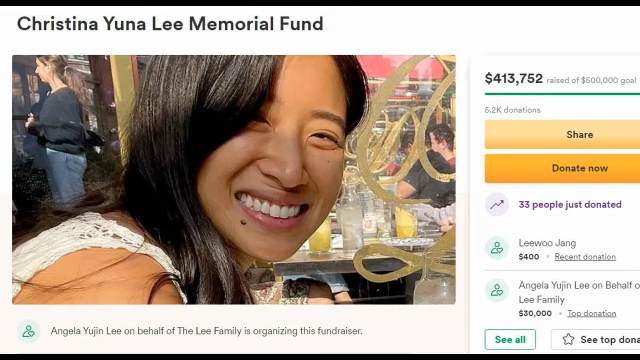 Christina Yuna Lee Memorial Fund
$413,752 raised of $500,000 goal
5.2K donations
Share
Donate now
33 people just donated
Leewoo Jang
$400 • Recent donation
Angela Yujin Lee on Behalf o
Lee Family
$30,000 • Top donation
See all
See top dona
Angela Yujin Lee on behalf of The Lee Family is organizing this fundraiser.